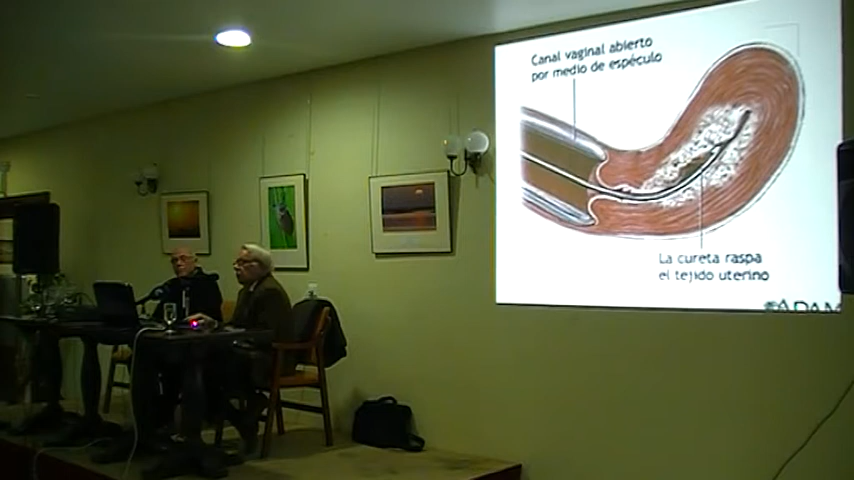 Canal vaginal abierto
por medio de espéculo
La cureta raspa
el tejido uterino
©ADAM